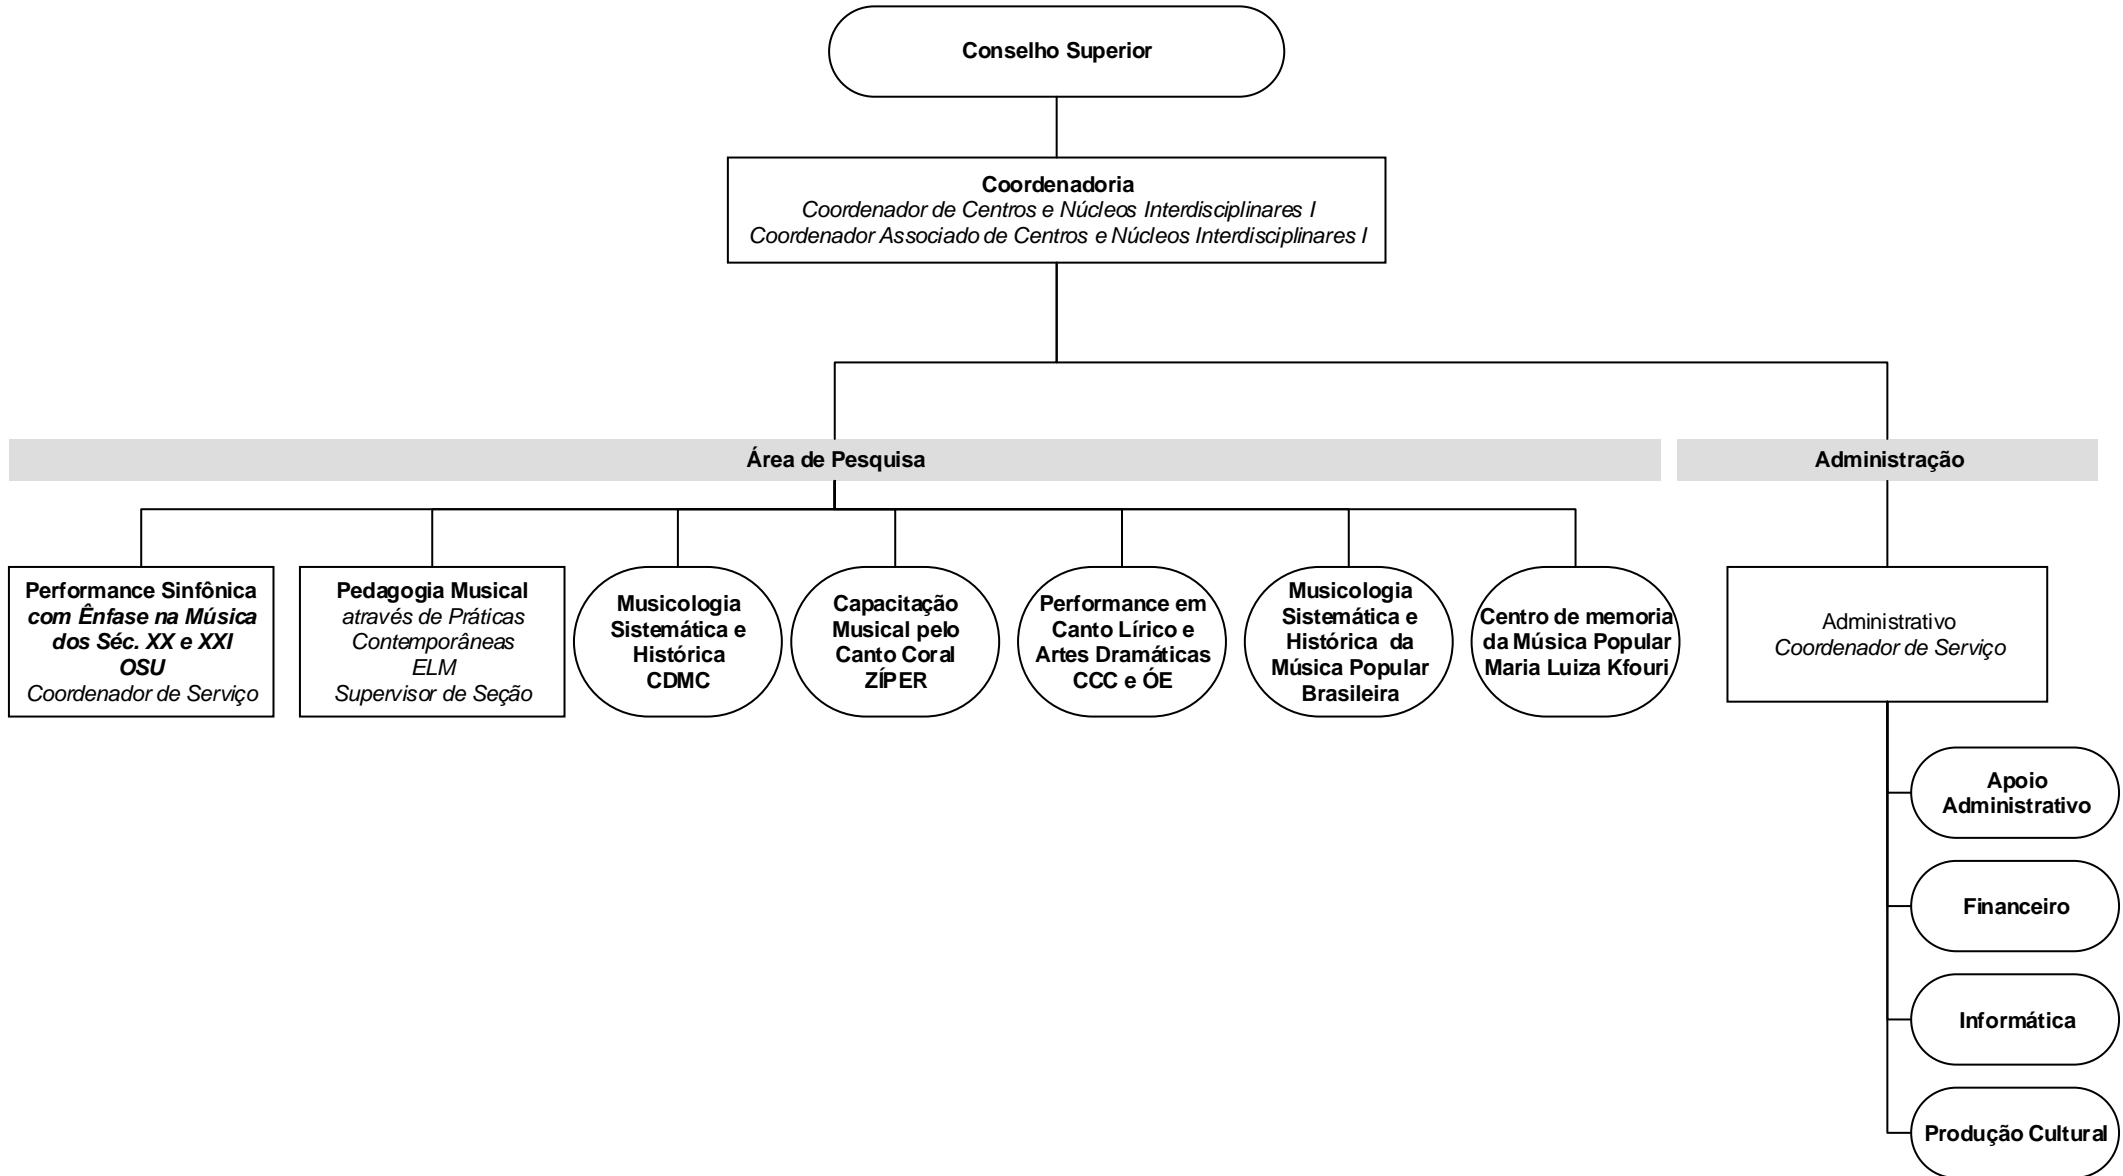 Conselho Superior
Coordenadoria
Coordenador de Centros e Núcleos Interdisciplinares I
Coordenador Associado de Centros e Núcleos Interdisciplinares I
Área de Pesquisa
Administração
Performance Sinfônica
com Ênfase na Música
dos Séc. XX e XXI
OSU
Coordenador de Serviço
Pedagogia Musical
através de Práticas
Contemporâneas
ELM
Supervisor de Seção
Musicologia
Sistemática e
Histórica
CDMC
Capacitação
Musical pelo
Canto Coral
ZÍPER
Performance em
Canto Lírico e
Artes Dramáticas
CCC e ÓE
Musicologia
Sistemática e
Histórica da
Música Popular
Brasileira
Centro de memoria
da Música Popular
Maria Luiza Kfouri
Administrativo
Coordenador de Serviço
Apoio
Administrativo
Financeiro
Informática
Produção Cultural